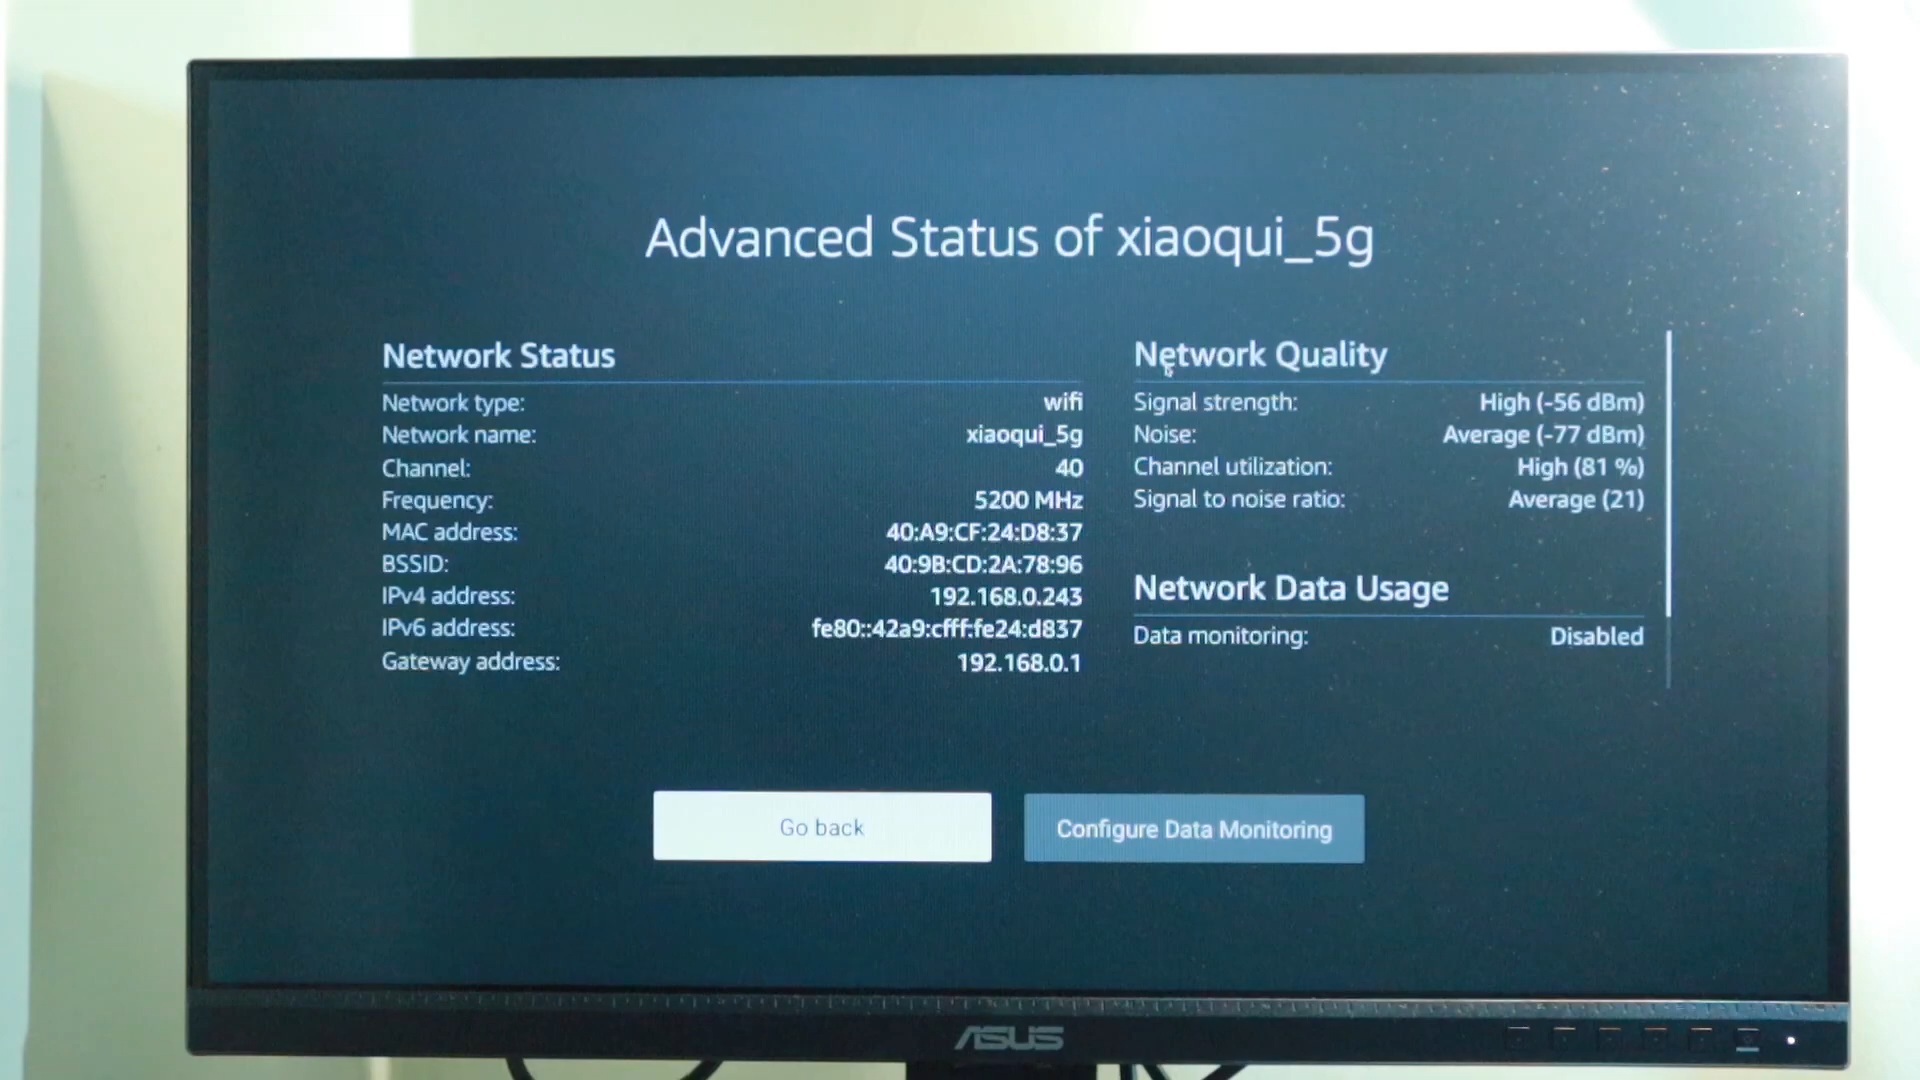 Advanced Status of xiaoqui_5g
Network Status
Network type: wifi
Network name: xiaoqui_5g
Channel: 40
Frequency: 5200 MHz
MAC address: 40:A9:CF:24:D8:37
BSSID: 40:9B:CD:2A:78:96
IPv4 address: 192.168.0.243
IPv6 address: fe80::42a9:cfff:fe24:d837
Gateway address: 192.168.0.1
Network Quality
Signal strength: High (-56 dBm)
Noise: Average (-77 dBm)
Channel utilization: High (81 %)
Signal to noise ratio: Average (21)
Network Data Usage
Data monitoring: Disabled
Go back
Configure Data Monitoring
ASUS